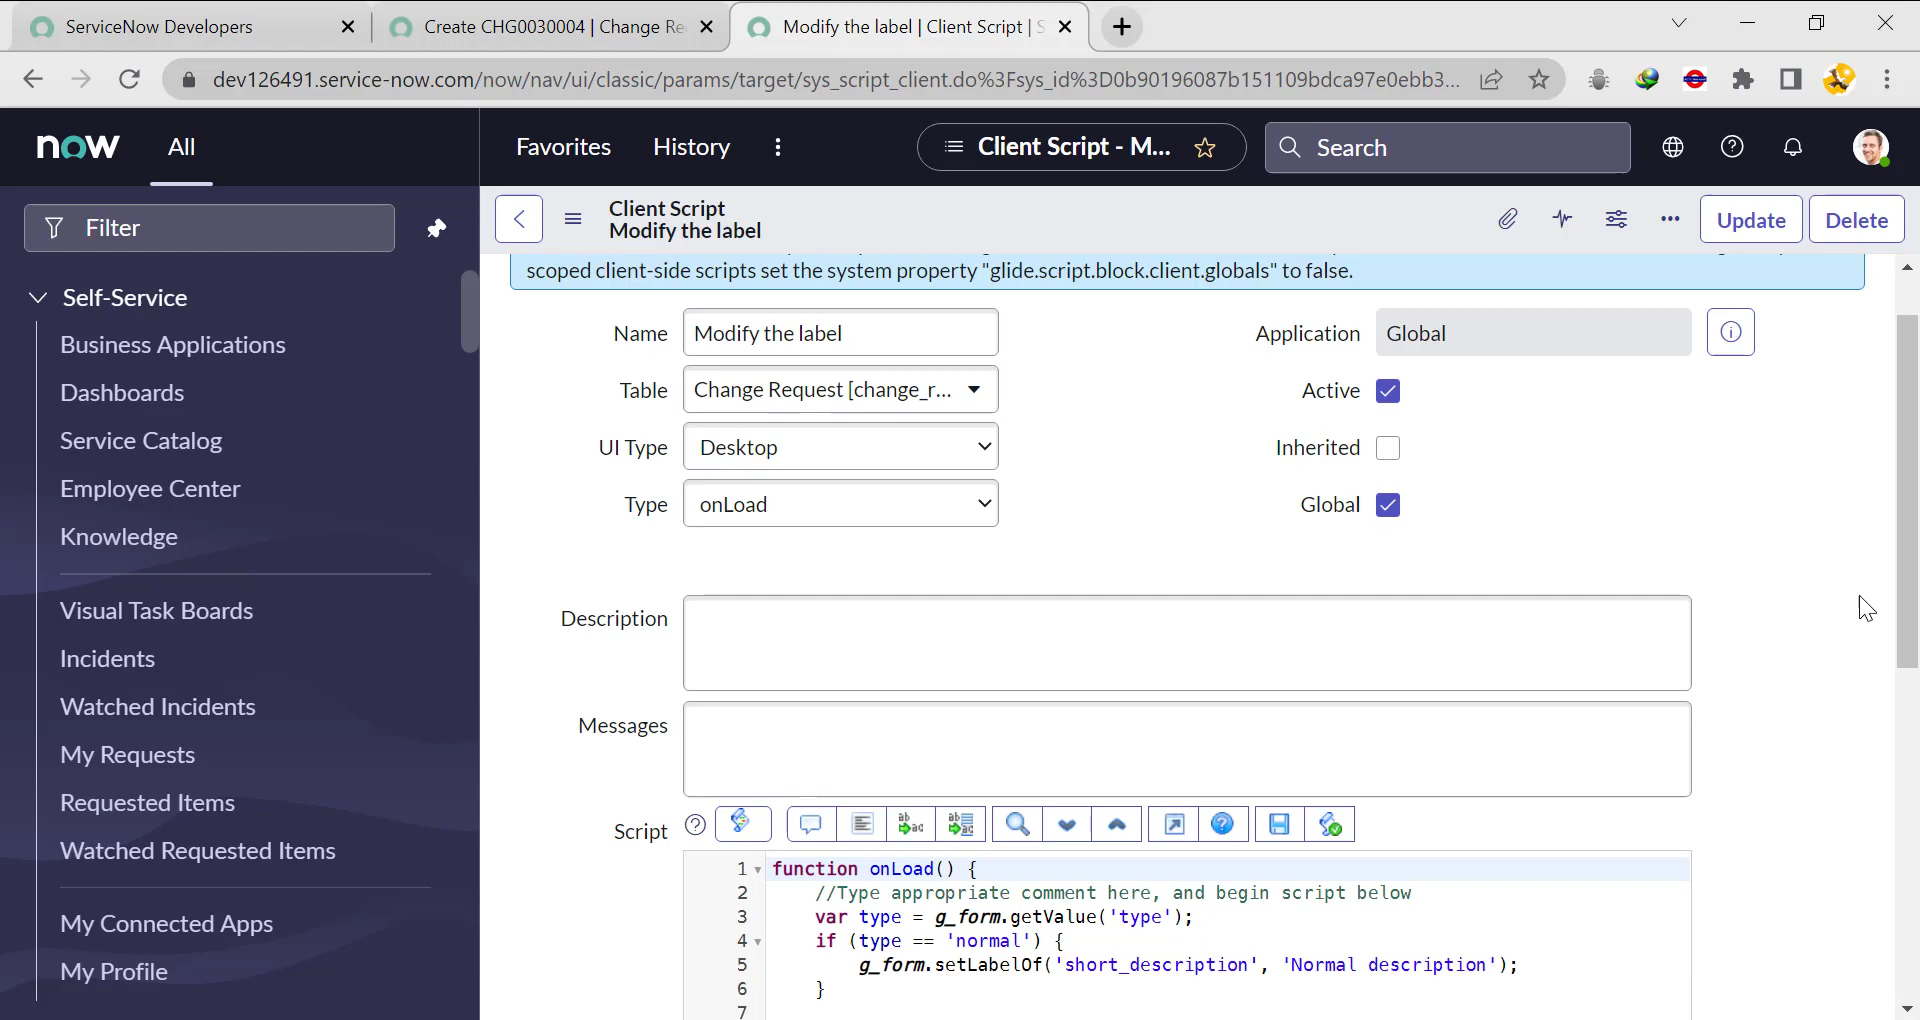 ServiceNow Developers
Create CHG0030004 | Change Re
Modify the label | Client Script | S
dev126491.service-now.com/now/nav/ui/classic/params/target/sys_script_client.do%3Fsys_id%3D0b90196087b151109bdca97e0ebb3...
now
All
Favorites
History
Client Script - M...
Search
Filter
Client Script
Modify the label
Update
Delete
Self-Service
Business Applications
Dashboards
Service Catalog
Employee Center
Knowledge
Visual Task Boards
Incidents
Watched Incidents
My Requests
Requested Items
Watched Requested Items
My Connected Apps
My Profile
scoped client-side scripts set the system property "glide.script.block.client.globals" to false.
Name
Modify the label
Application
Global
Table
Change Request [change_r...
Active
UI Type
Desktop
Inherited
Type
onLoad
Global
Description
Messages
Script
1 function onLoad() {
2 //Type appropriate comment here, and begin script below
3 var type = g_form.getValue('type');
4 if (type == 'normal') {
5 g_form.setLabelOf('short_description', 'Normal description');
6 }
7